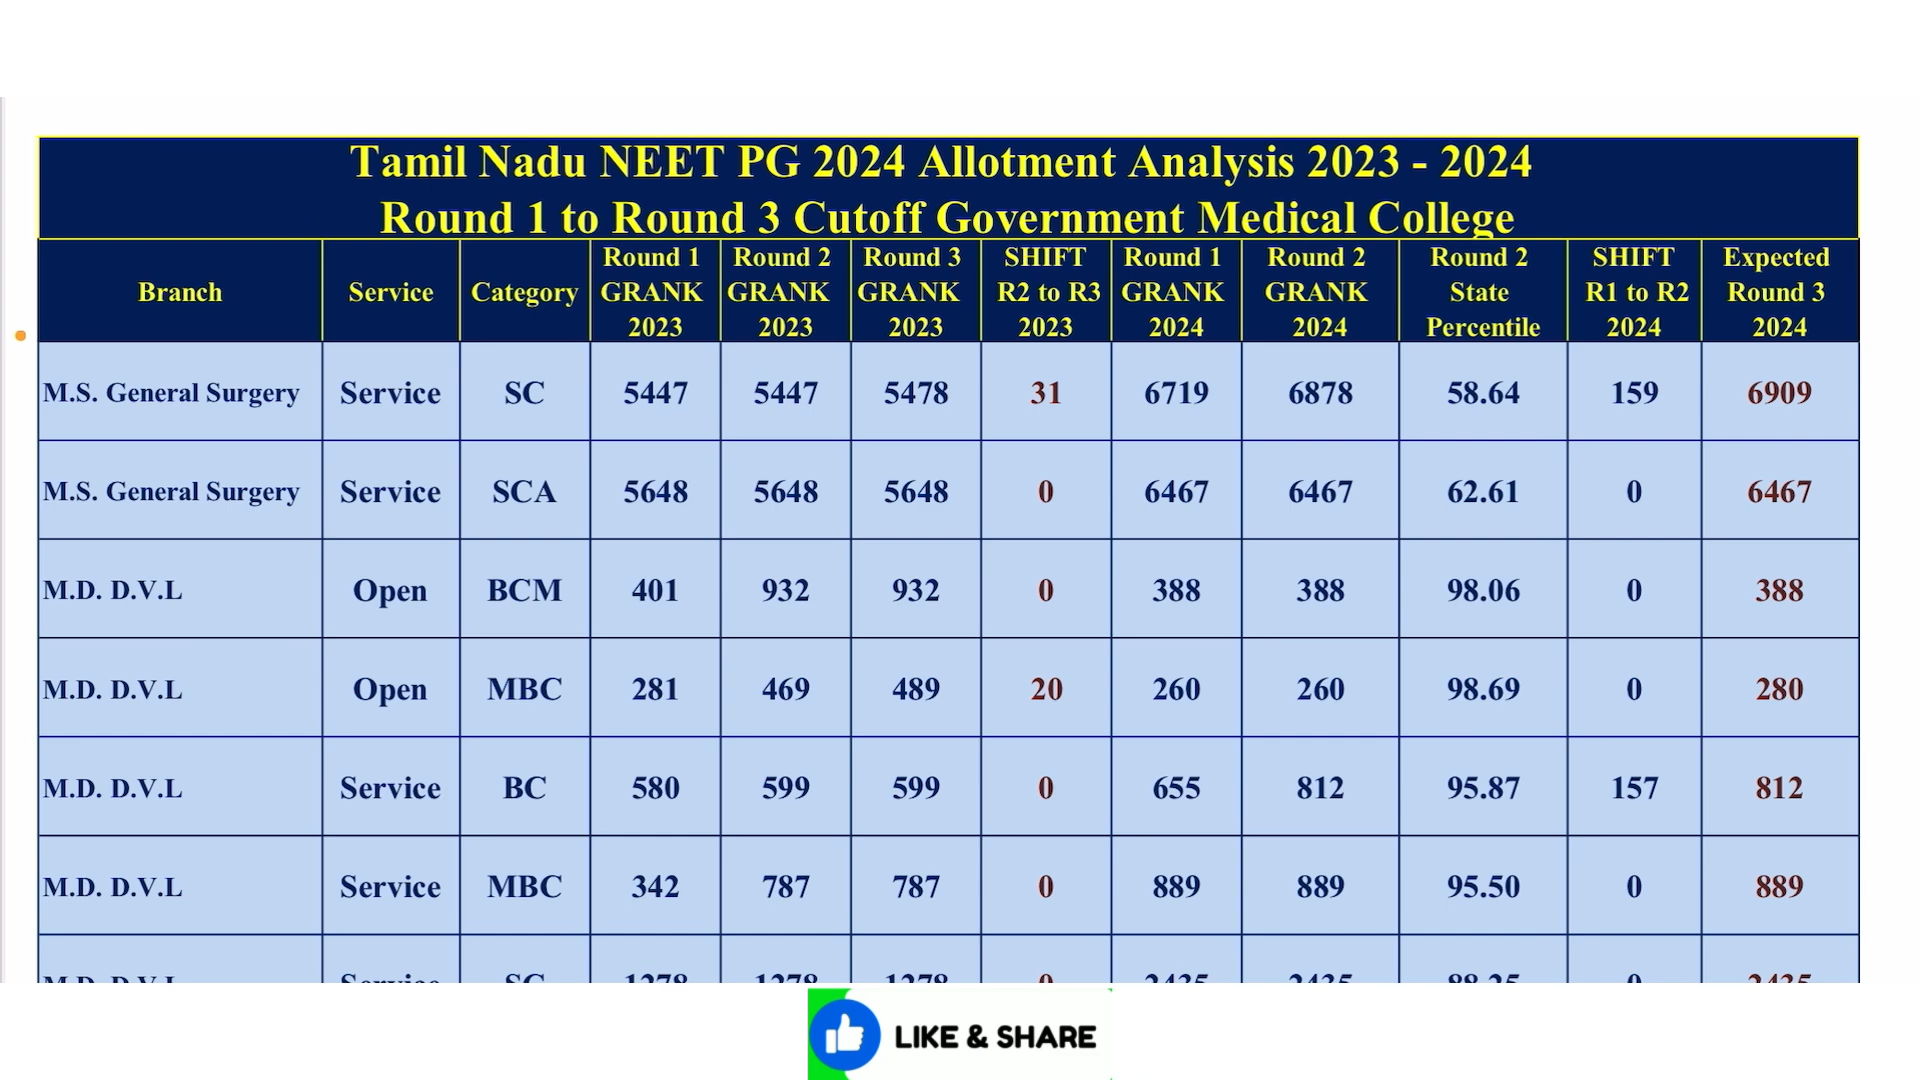 Tamil Nadu NEET PG 2024 Allotment Analysis 2023 - 2024
Round 1 to Round 3 Cutoff Government Medical College
Branch Service Category Round 1 GRANK 2023 Round 2 GRANK 2023 Round 3 GRANK 2023 SHIFT R2 to R3 2023 Round 1 GRANK 2024 Round 2 GRANK 2024 Round 2 State Percentile SHIFT R1 to R2 2024 Expected Round 3 2024
M.S. General Surgery Service SC 5447 5447 5478 31 6719 6878 58.64 159 6909
M.S. General Surgery Service SCA 5648 5648 5648 0 6467 6467 62.61 0 6467
M.D. D.V.L Open BCM 401 932 932 0 388 388 98.06 0 388
M.D. D.V.L Open MBC 281 469 489 20 260 260 98.69 0 280
M.D. D.V.L Service BC 580 599 599 0 655 812 95.87 157 812
M.D. D.V.L Service MBC 342 787 787 0 889 889 95.50 0 889
LIKE & SHARE